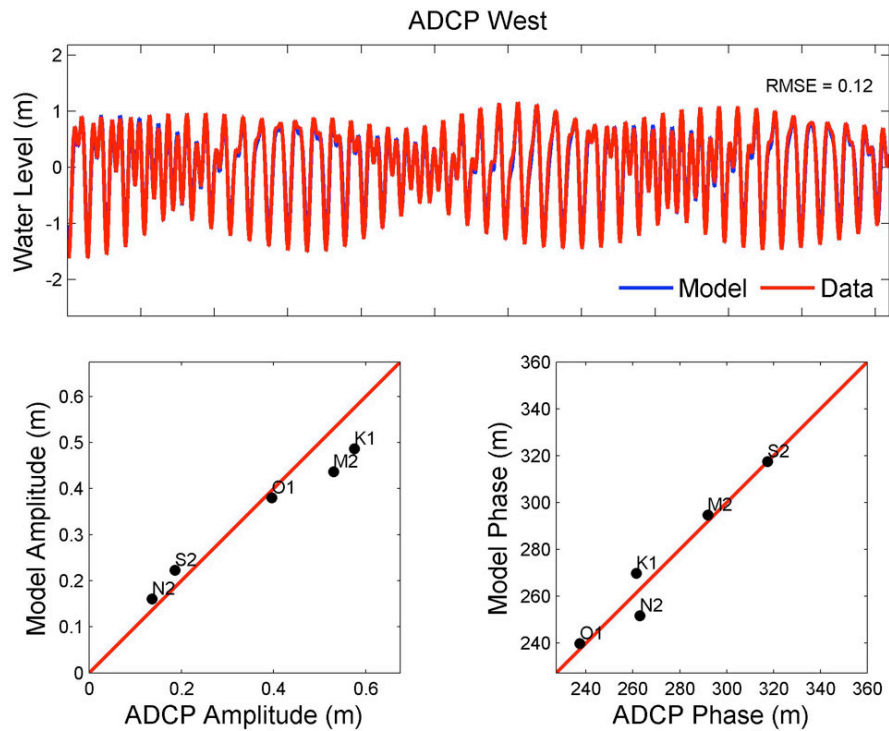 ADCP West
2
1
0
-1
-2
Water Level (m)
RMSE = 0.12
Model
Data
0.6
0.5
0.4
0.3
0.2
0.1
0
Model Amplitude (m)
K1
M2
O1
S2
N2
0 0.2 0.4 0.6
ADCP Amplitude (m)
360
340
320
300
280
260
240
Model Phase (m)
S2
M2
K1
N2
O1
240 260 280 300 320 340 360
ADCP Phase (m)